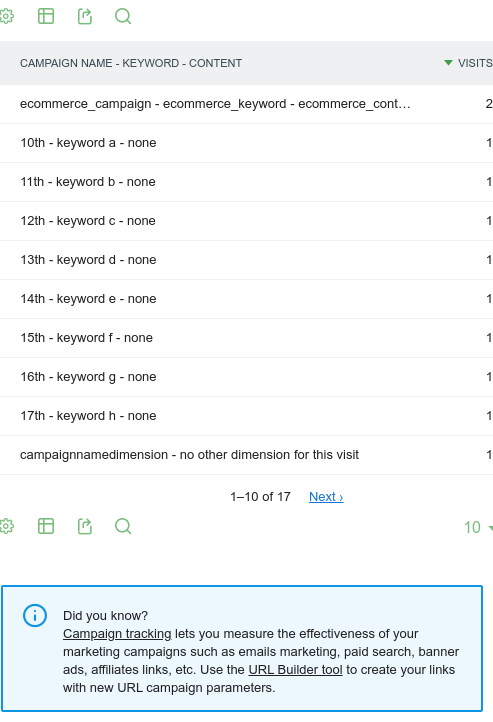 CAMPAIGN NAME - KEYWORD - CONTENT VISITS
ecommerce_campaign - ecommerce_keyword - ecommerce_cont… 2
10th - keyword a - none 1
11th - keyword b - none 1
12th - keyword c - none 1
13th - keyword d - none 1
14th - keyword e - none 1
15th - keyword f - none 1
16th - keyword g - none 1
17th - keyword h - none 1
campaignnamedimension - no other dimension for this visit 1
1–10 of 17 Next ›
10
Did you know?
Campaign tracking lets you measure the effectiveness of your
marketing campaigns such as emails marketing, paid search, banner
ads, affiliates links, etc. Use the URL Builder tool to create your links
with new URL campaign parameters.